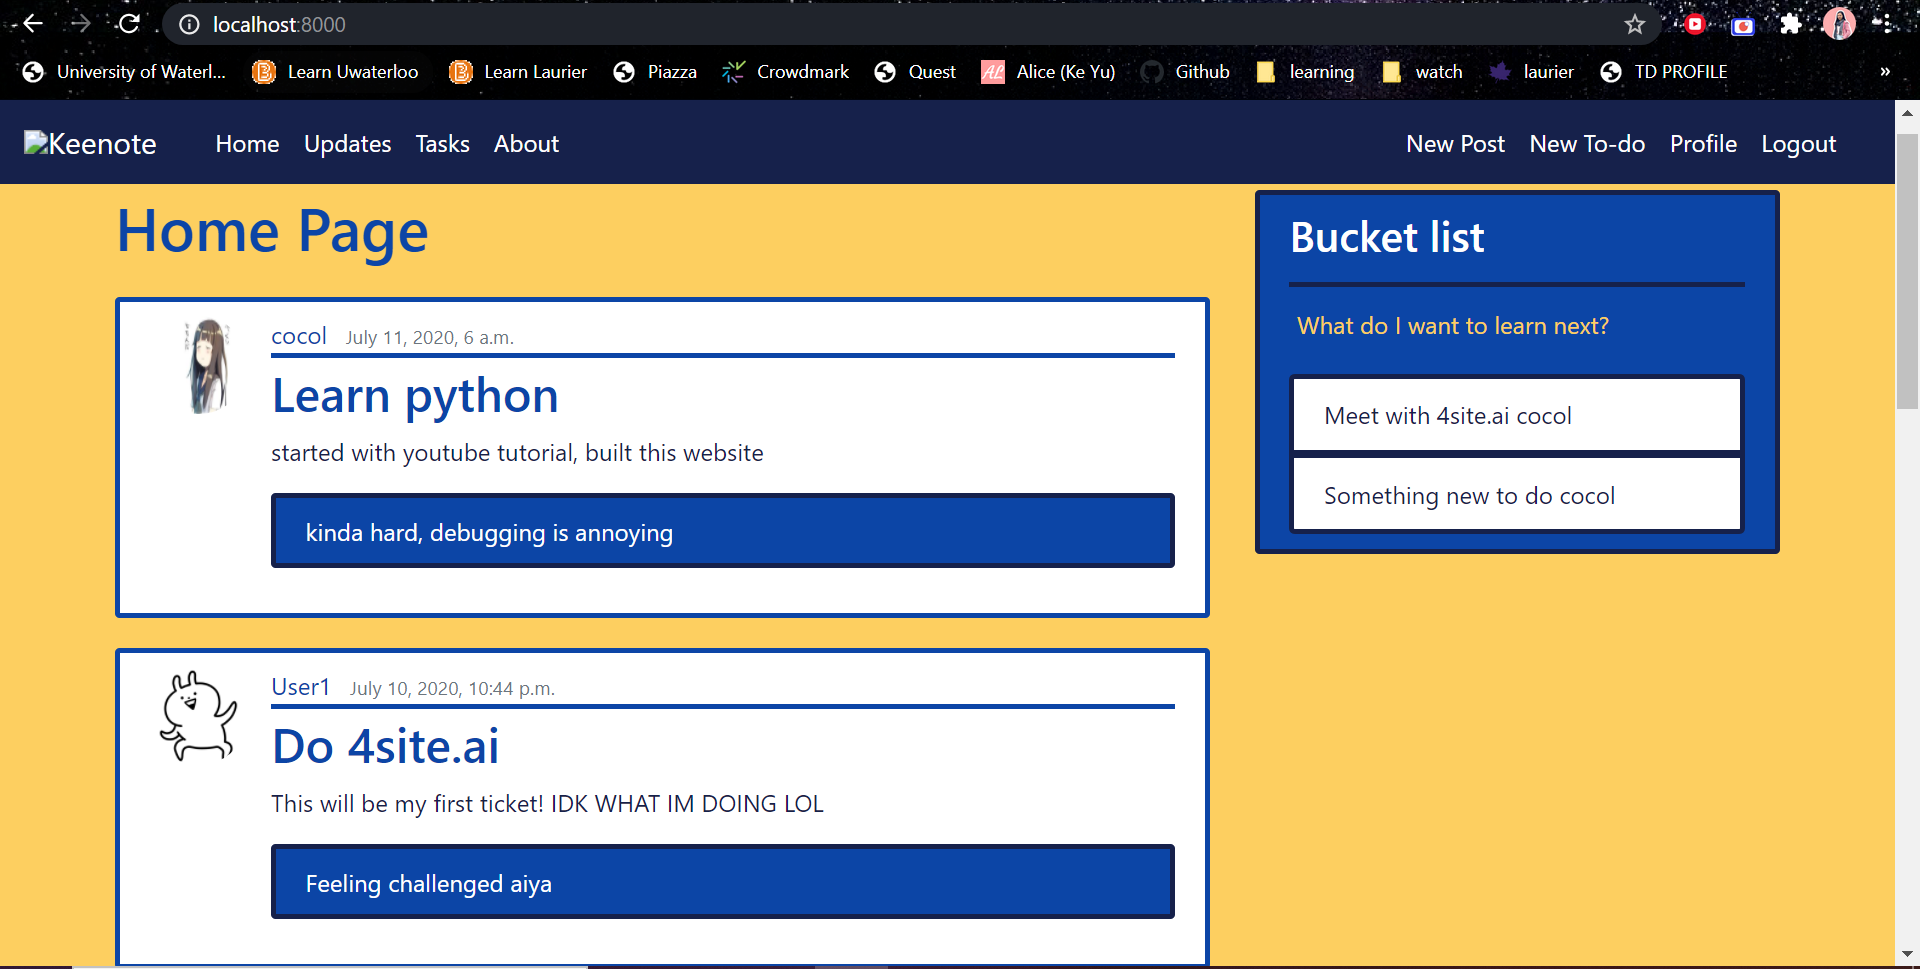 localhost:8000
University of Waterl... Learn Uwaterloo Learn Laurier Piazza Crowdmark Quest AL Alice (Ke Yu) Github learning watch laurier TD PROFILE »
Keenote Home Updates Tasks About New Post New To-do Profile Logout
Home Page
cocol July 11, 2020, 6 a.m.
Learn python
started with youtube tutorial, built this website
kinda hard, debugging is annoying
User1 July 10, 2020, 10:44 p.m.
Do 4site.ai
This will be my first ticket! IDK WHAT IM DOING LOL
Feeling challenged aiya
Bucket list
What do I want to learn next?
Meet with 4site.ai cocol
Something new to do cocol